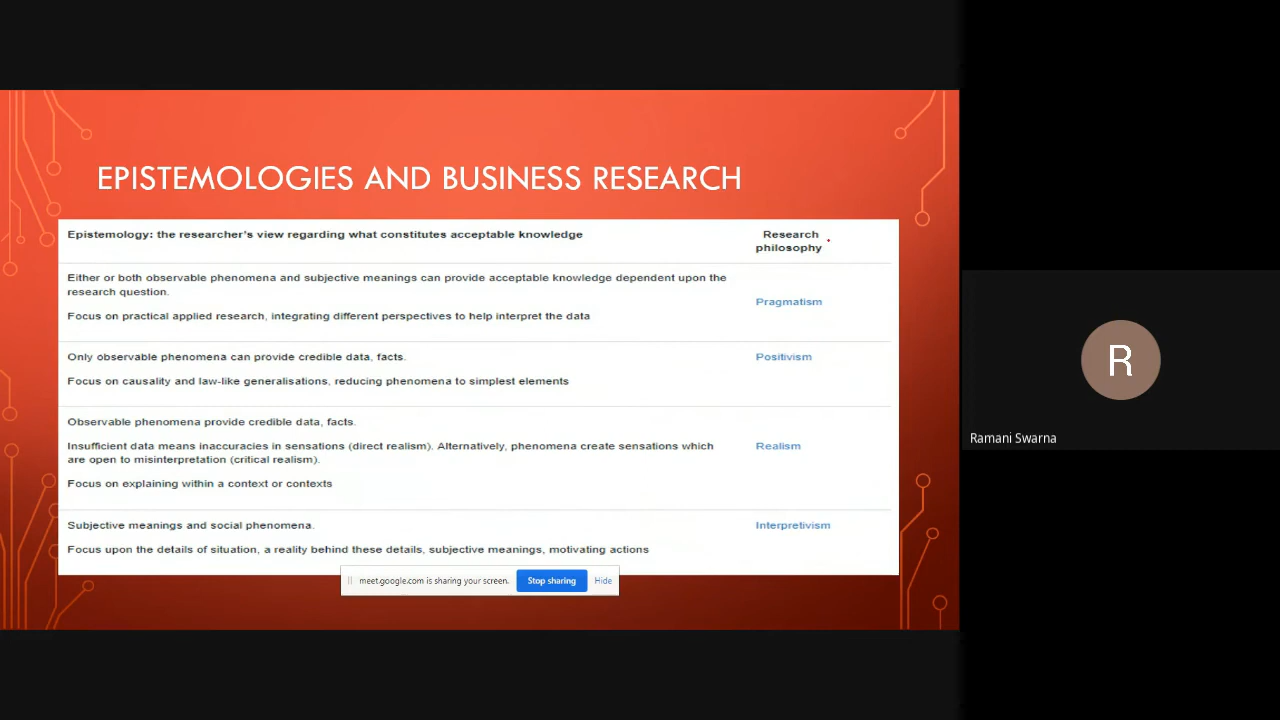 EPISTEMOLOGIES AND BUSINESS RESEARCH
Epistemology: the researcher's view regarding what constitutes acceptable knowledge
Research
philosophy
Either or both observable phenomena and subjective meanings can provide acceptable knowledge dependent upon the
research question.
Focus on practical applied research, integrating different perspectives to help interpret the data
Pragmatism
Only observable phenomena can provide credible data, facts.
Focus on causality and law-like generalisations, reducing phenomena to simplest elements
Positivism
Observable phenomena provide credible data, facts.
Insufficient data means inaccuracies in sensations (direct realism). Alternatively, phenomena create sensations which
are open to misinterpretation (critical realism).
Focus on explaining within a context or contexts
Realism
Subjective meanings and social phenomena.
Focus upon the details of situation, a reality behind these details, subjective meanings, motivating actions
Interpretivism
meet.google.com is sharing your screen.
Stop sharing
Hide
R
Ramani Swarna